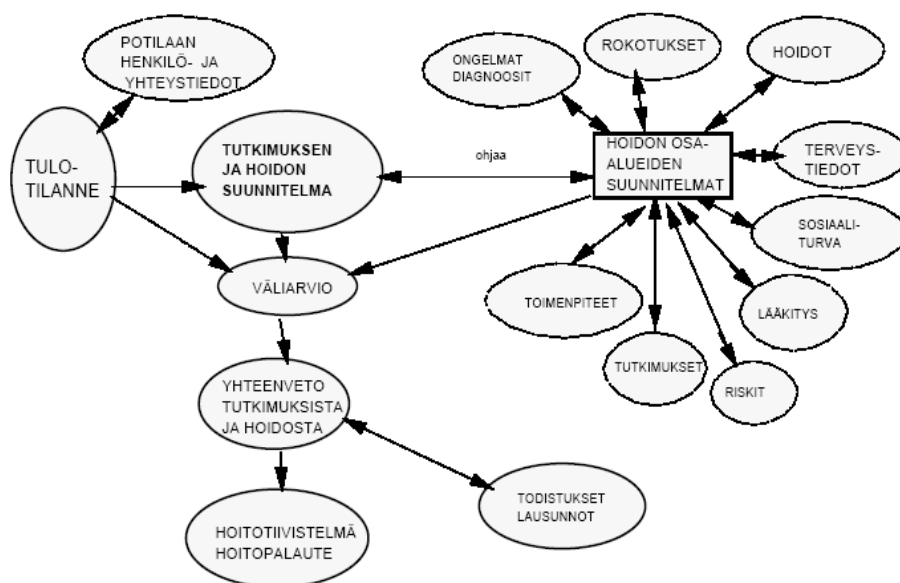 POTILAAN
HENKILÖ- JA
YHTEYSTIEDOT
TULO-
TILANNE
TUTKIMUKSEN
JA HOIDON
SUUNNITELMA
ohjaa
ONGELMAT
DIAGNOOSIT
ROKOTUKSET
HOIDOT
HOIDON OSA-
ALUEIDEN
SUUNNITELMAT
TERVEYS-
TIEDOT
SOSIAALI-
TURVA
LÄÄKITYS
RISKIT
TUTKIMUKSET
TOIMENPITEET
VÄLIARVIO
YHTEENVETO
TUTKIMUKSISTA
JA HOIDOSTA
TODISTUKSET
LAUSUNNOT
HOITOTIIVISTELMÄ
HOITOPALAUTE